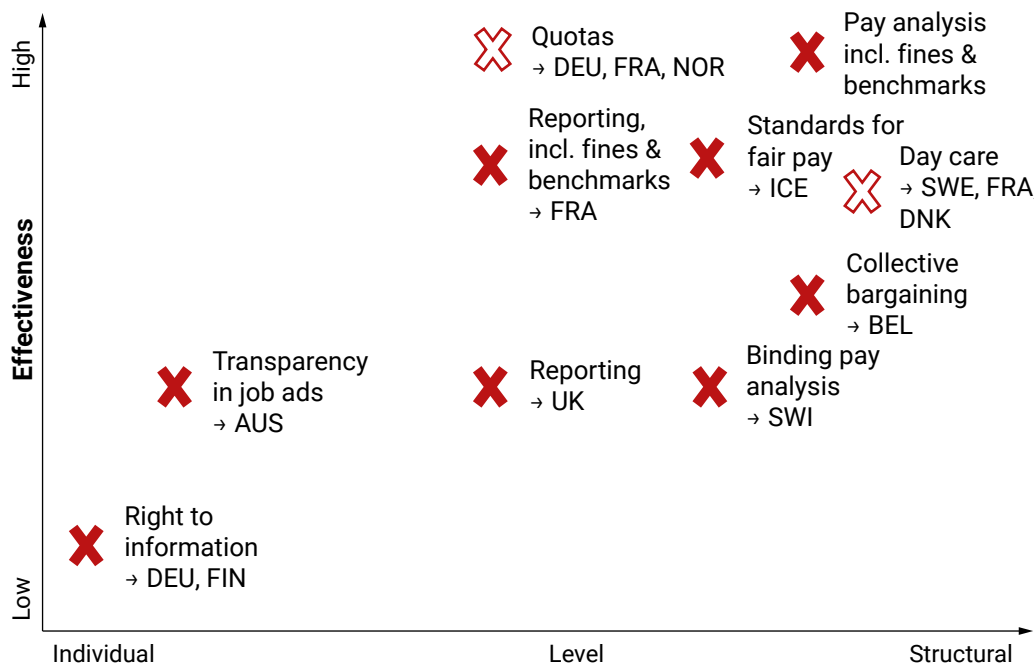 High
Effectiveness
Low
Quotas
→ DEU, FRA, NOR
Pay analysis
incl. fines &
benchmarks
Reporting,
incl. fines &
benchmarks
→ FRA
Standards for
fair pay
→ ICE
Day care
→ SWE, FRA
DNK
Collective
bargaining
→ BEL
Transparency
in job ads
→ AUS
Reporting
→ UK
Binding pay
analysis
→ SWI
Right to
information
→ DEU, FIN
Individual
Level
Structural